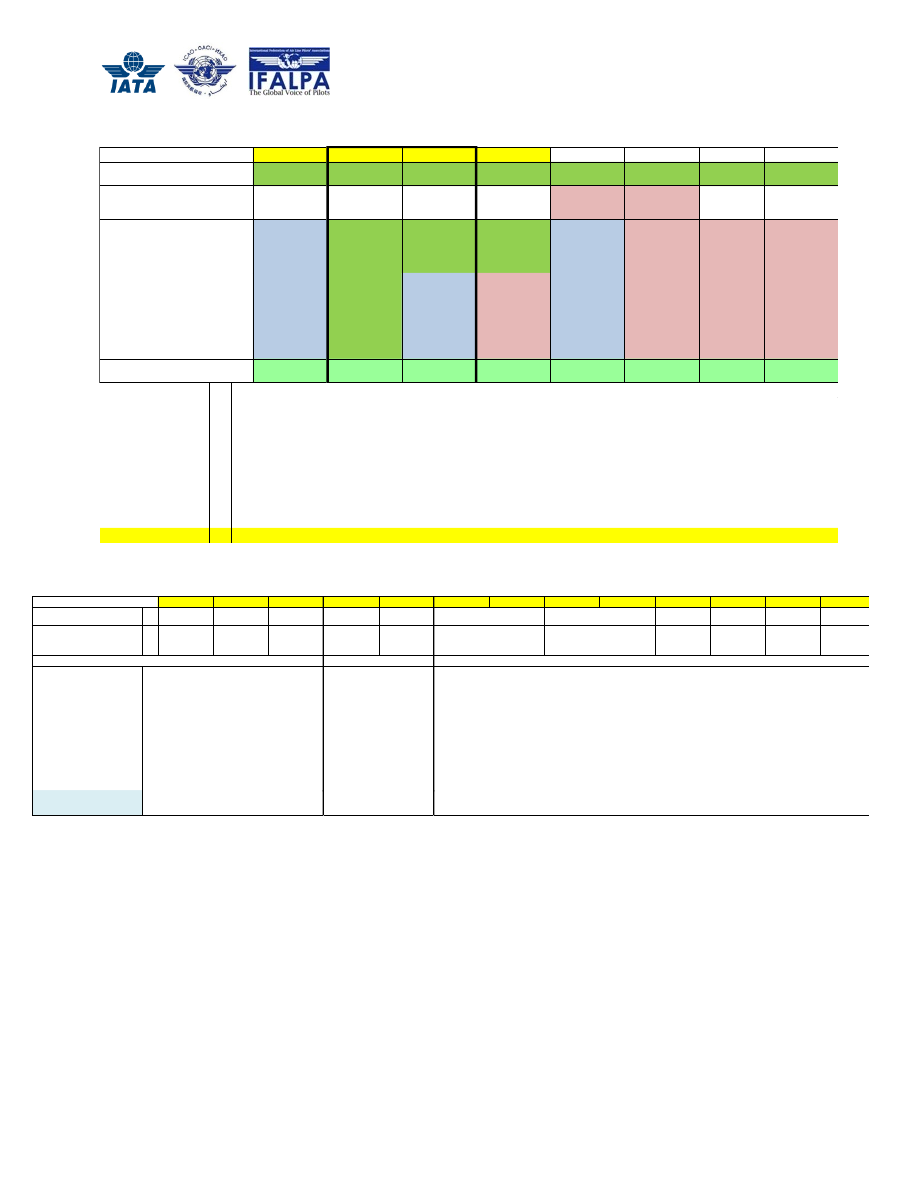 IATA
ICAO · OACI · ИКАО
International Federation of Air Line Pilots' Associations
IFALPA
The Global Voice of Pilots